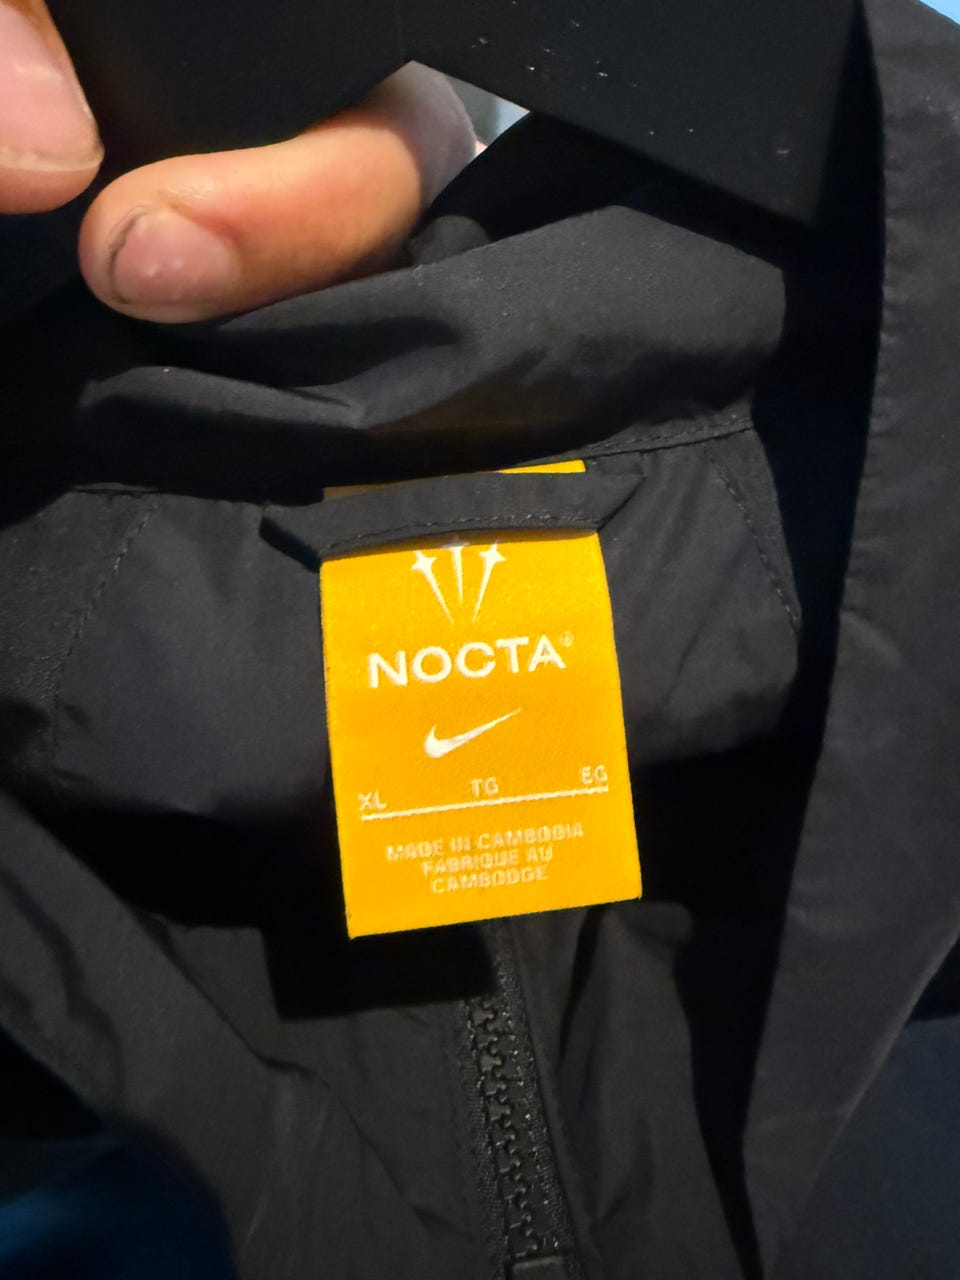 NOCTA®
XL TG EG
MADE IN CAMBODIA
FABRIQUE AU
CAMBODGE